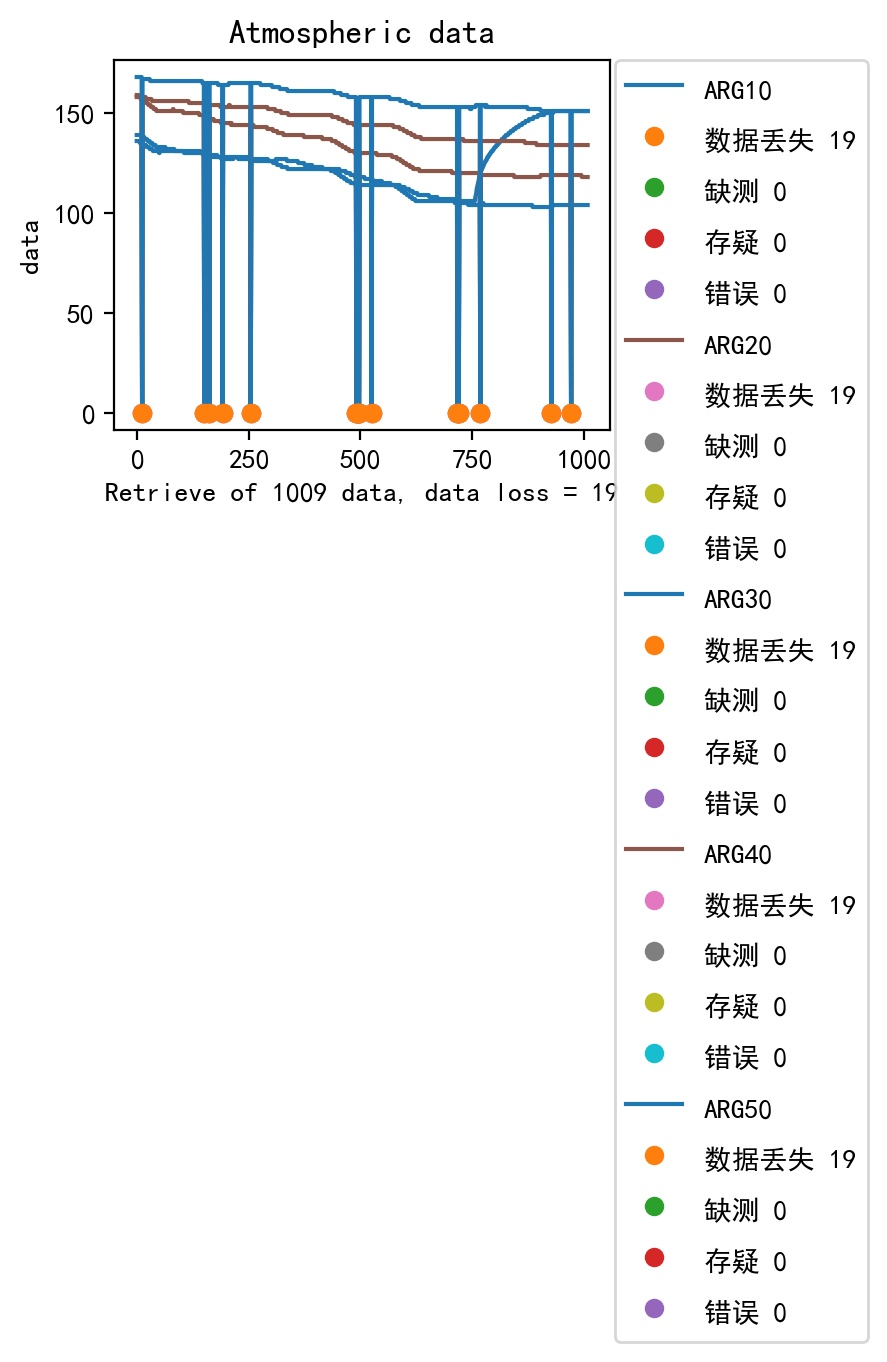 Atmospheric data
data
150
100
50
0
0 250 500 750 1000
Retrieve of 1009 data, data loss = 19
ARG10
数据丢失 19
缺测 0
存疑 0
错误 0
ARG20
数据丢失 19
缺测 0
存疑 0
错误 0
ARG30
数据丢失 19
缺测 0
存疑 0
错误 0
ARG40
数据丢失 19
缺测 0
存疑 0
错误 0
ARG50
数据丢失 19
缺测 0
存疑 0
错误 0